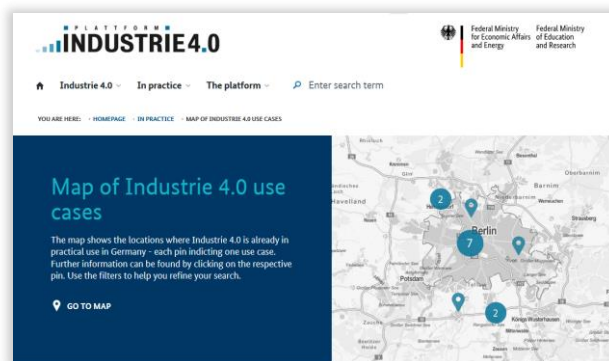 PLATTFORM
INDUSTRIE4.0
Federal Ministry
for Economic Affairs
and Energy
Federal Ministry
of Education
and Research
Industrie 4.0
In practice
The platform
Enter search term
YOU ARE HERE: HOMEPAGE IN PRACTICE MAP OF INDUSTRIE 4.0 USE CASES
Map of Industrie 4.0 use
cases
The map shows the locations where Industrie 4.0 is already in
practical use in Germany - each pin indicting one use case.
Further information can be found by clicking on the respective
pin. Use the filters to help you refine your search.
GO TO MAP
Oberbarnim
Barnim
Havelland
Werneuchen
Strausberg
2
Berlin
7
Potsdam
2
Königs Wusterhausen
Zossen